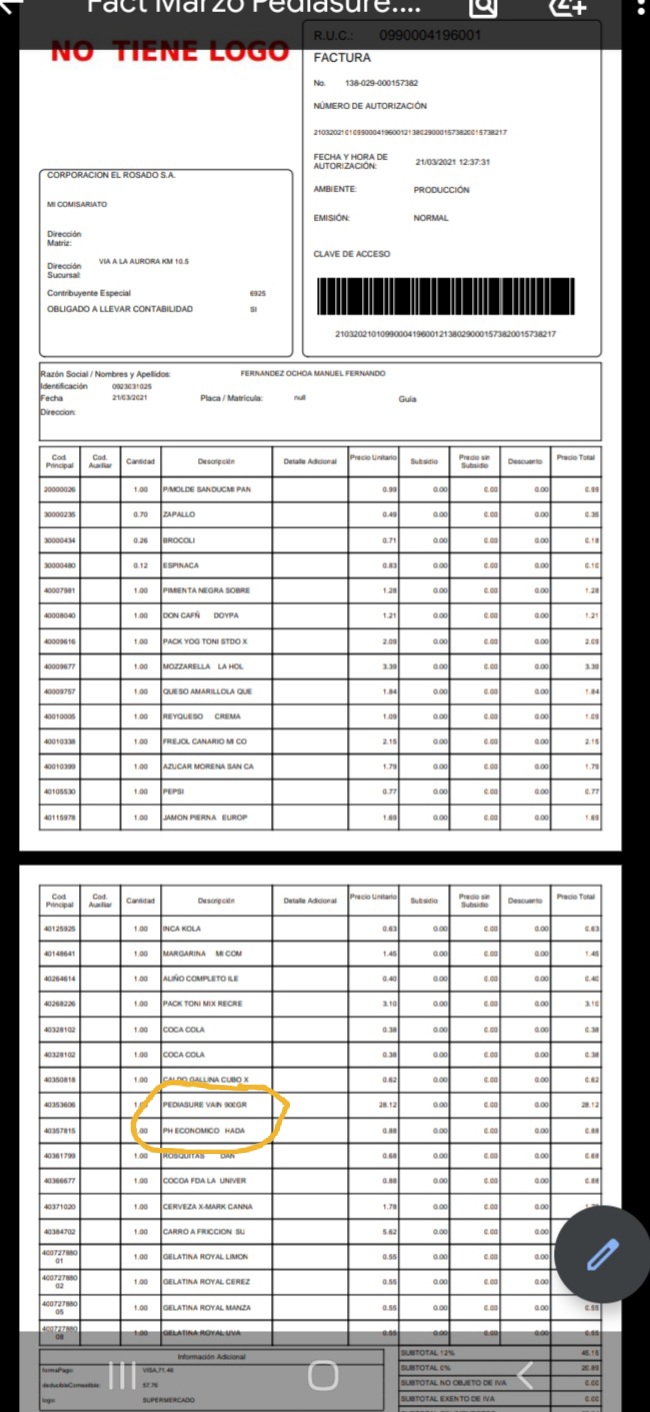 Fact Marzo Pediasure....
NO TIENE LOGO
R.U.C.: 0990004196001
FACTURA
No. 138-029-000157382
NÚMERO DE AUTORIZACIÓN
2103202101099000419600121380290001573820015738217
FECHA Y HORA DE AUTORIZACIÓN: 21/03/2021 12:37:31
AMBIENTE: PRODUCCIÓN
EMISIÓN: NORMAL
CLAVE DE ACCESO
2103202101099000419600121380290001573820015738217
CORPORACION EL ROSADO S.A.
MI COMISARIATO
Dirección Matriz:
Dirección Sucursal: VIA A LA AURORA KM 10.5
Contribuyente Especial 6925
OBLIGADO A LLEVAR CONTABILIDAD SI
Razón Social / Nombres y Apellidos: FERNANDEZ OCHOA MANUEL FERNANDO
Identificación 0923031025
Fecha 21/03/2021 Placa / Matrícula: null Guia
Direccion:
Cod. Principal Cod. Auxiliar Cantidad Descripción Detalle Adicional Precio Unitario Subsidio Precio sin Subsidio Descuento Precio Total
20000026 1.00 P/MOLDE SANDUCMI PAN 0.99 0.00 0.00 0.00 0.99
30000235 0.70 ZAPALLO 0.49 0.00 0.00 0.00 0.35
30000434 0.26 BROCOLI 0.71 0.00 0.00 0.00 0.18
30000480 0.12 ESPINACA 0.83 0.00 0.00 0.00 0.10
40007981 1.00 PIMIENTA NEGRA SOBRE 1.28 0.00 0.00 0.00 1.28
40008040 1.00 DON CAFÑ DOYPA 1.21 0.00 0.00 0.00 1.21
40009616 1.00 PACK YOG TONI STDO X 2.09 0.00 0.00 0.00 2.09
40009677 1.00 MOZZARELLA LA HOL 3.39 0.00 0.00 0.00 3.39
40009757 1.00 QUESO AMARILLOLA QUE 1.84 0.00 0.00 0.00 1.84
40010005 1.00 REYQUESO CREMA 1.09 0.00 0.00 0.00 1.09
40010338 1.00 FREJOL CANARIO MI CO 2.15 0.00 0.00 0.00 2.15
40010399 1.00 AZUCAR MORENA SAN CA 1.79 0.00 0.00 0.00 1.79
40105530 1.00 PEPSI 0.77 0.00 0.00 0.00 0.77
40115978 1.00 JAMON PIERNA EUROP 1.69 0.00 0.00 0.00 1.69
Cod. Principal Cod. Auxiliar Cantidad Descripción Detalle Adicional Precio Unitario Subsidio Precio sin Subsidio Descuento Precio Total
40125925 1.00 INCA KOLA 0.63 0.00 0.00 0.00 0.63
40148641 1.00 MARGARINA MI COM 1.45 0.00 0.00 0.00 1.45
40264614 1.00 ALIÑO COMPLETO ILE 0.40 0.00 0.00 0.00 0.40
40268226 1.00 PACK TONI MIX RECRE 3.10 0.00 0.00 0.00 3.10
40328102 1.00 COCA COLA 0.38 0.00 0.00 0.00 0.38
40328102 1.00 COCA COLA 0.38 0.00 0.00 0.00 0.38
40350818 1.00 CALDO GALLINA CUBO X 0.62 0.00 0.00 0.00 0.62
40353606 PEDIASURE VAIN 900GR 28.12 0.00 0.00 0.00 28.12
40357815 .00 PH ECONOMICO HADA 0.88 0.00 0.00 0.00 0.88
40361799 1.00 ROSQUITAS DAN 0.68 0.00 0.00 0.00 0.68
40366677 1.00 COCOA FDA LA UNIVER 0.88 0.00 0.00 0.00 0.88
40371020 1.00 CERVEZA X-MARK CANNA 1.78 0.00 0.00 0.00
40384702 1.00 CARRO A FRICCION SU 5.62 0.00 0.00 0.00
40072788001 1.00 GELATINA ROYAL LIMON 0.55 0.00 0.00 0.00
40072788002 1.00 GELATINA ROYAL CEREZ 0.55 0.00 0.00 0.00
40072788005 1.00 GELATINA ROYAL MANZA 0.55 0.00 0.00 0.00 0.55
40072788008 1.00 GELATINA ROYAL UVA 0.55 0.00 0.00 0.00 0.55
Información Adicional
formaPago: VISA,71.46
deducibleComestible: 57.76
logo: SUPERMERCADO
SUBTOTAL 12% 45.15
SUBTOTAL 0% 20.89
SUBTOTAL NO OBJETO DE IVA 0.00
SUBTOTAL EXENTO DE IVA 0.00